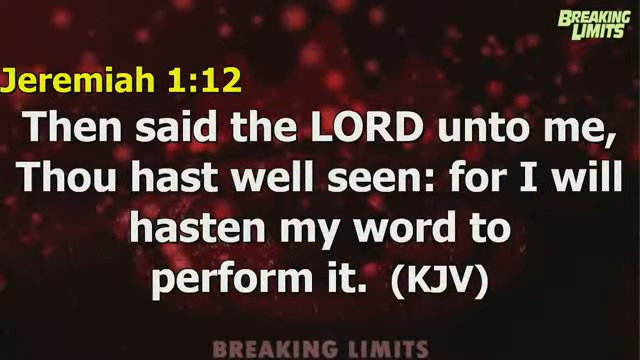 BREAKING
LIMITS
Jeremiah 1:12
Then said the LORD unto me,
Thou hast well seen: for I will
hasten my word to
perform it. (KJV)
BREAKING LIMITS